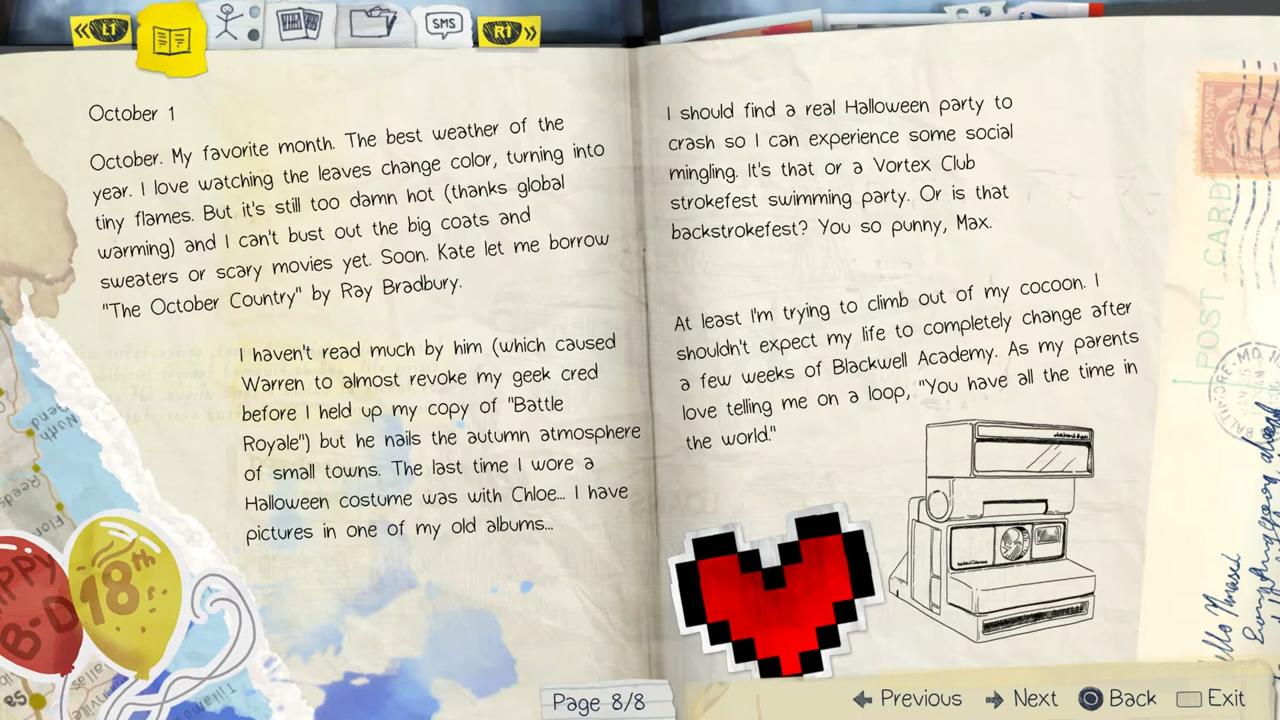 LT
SMS
R1
October 1
October. My favorite month. The best weather of the
year. I love watching the leaves change color, turning into
tiny flames. But it's still too damn hot (thanks global
warming) and I can't bust out the big coats and
sweaters or scary movies yet. Soon. Kate let me borrow
"The October Country" by Ray Bradbury.
I haven't read much by him (which caused
Warren to almost revoke my geek cred
before I held up my copy of "Battle
Royale") but he nails the autumn atmosphere
of small towns. The last time I wore a
Halloween costume was with Chloe... I have
pictures in one of my old albums...
I should find a real Halloween party to
crash so I can experience some social
mingling. It's that or a Vortex Club
strokefest swimming party. Or is that
backstrokefest? You so punny, Max.
At least I'm trying to climb out of my cocoon. I
shouldn't expect my life to completely change after
a few weeks of Blackwell Academy. As my parents
love telling me on a loop, "You have all the time in
the world."
PPY
B-D
18th
North
Bend
Reeds
Flor
POST CARD
BALTIMORE, MD.
Page 8/8
Previous
Next
Back
Exit